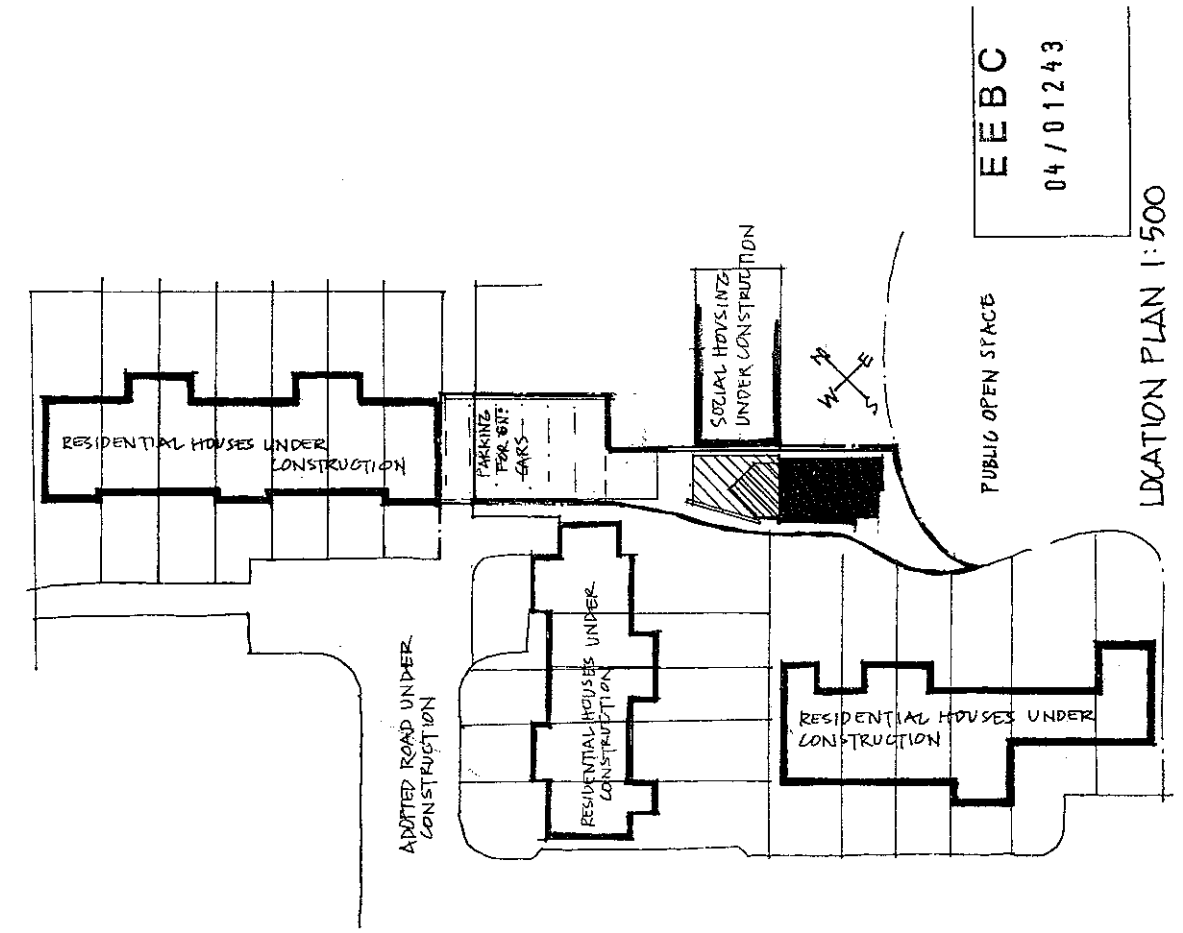 EEBC
04/01243
LOCATION PLAN 1:500
PUBLIC OPEN SPACE
SOCIAL HOUSING
UNDER CONSTRUCTION
N
E
S
W
RESIDENTIAL HOUSES UNDER
CONSTRUCTION
PARKING
FOR
CARS
ADOPTED ROAD UNDER
CONSTRUCTION
RESIDENTIAL HOUSES UNDER
CONSTRUCTION
RESIDENTIAL HOUSES UNDER
CONSTRUCTION